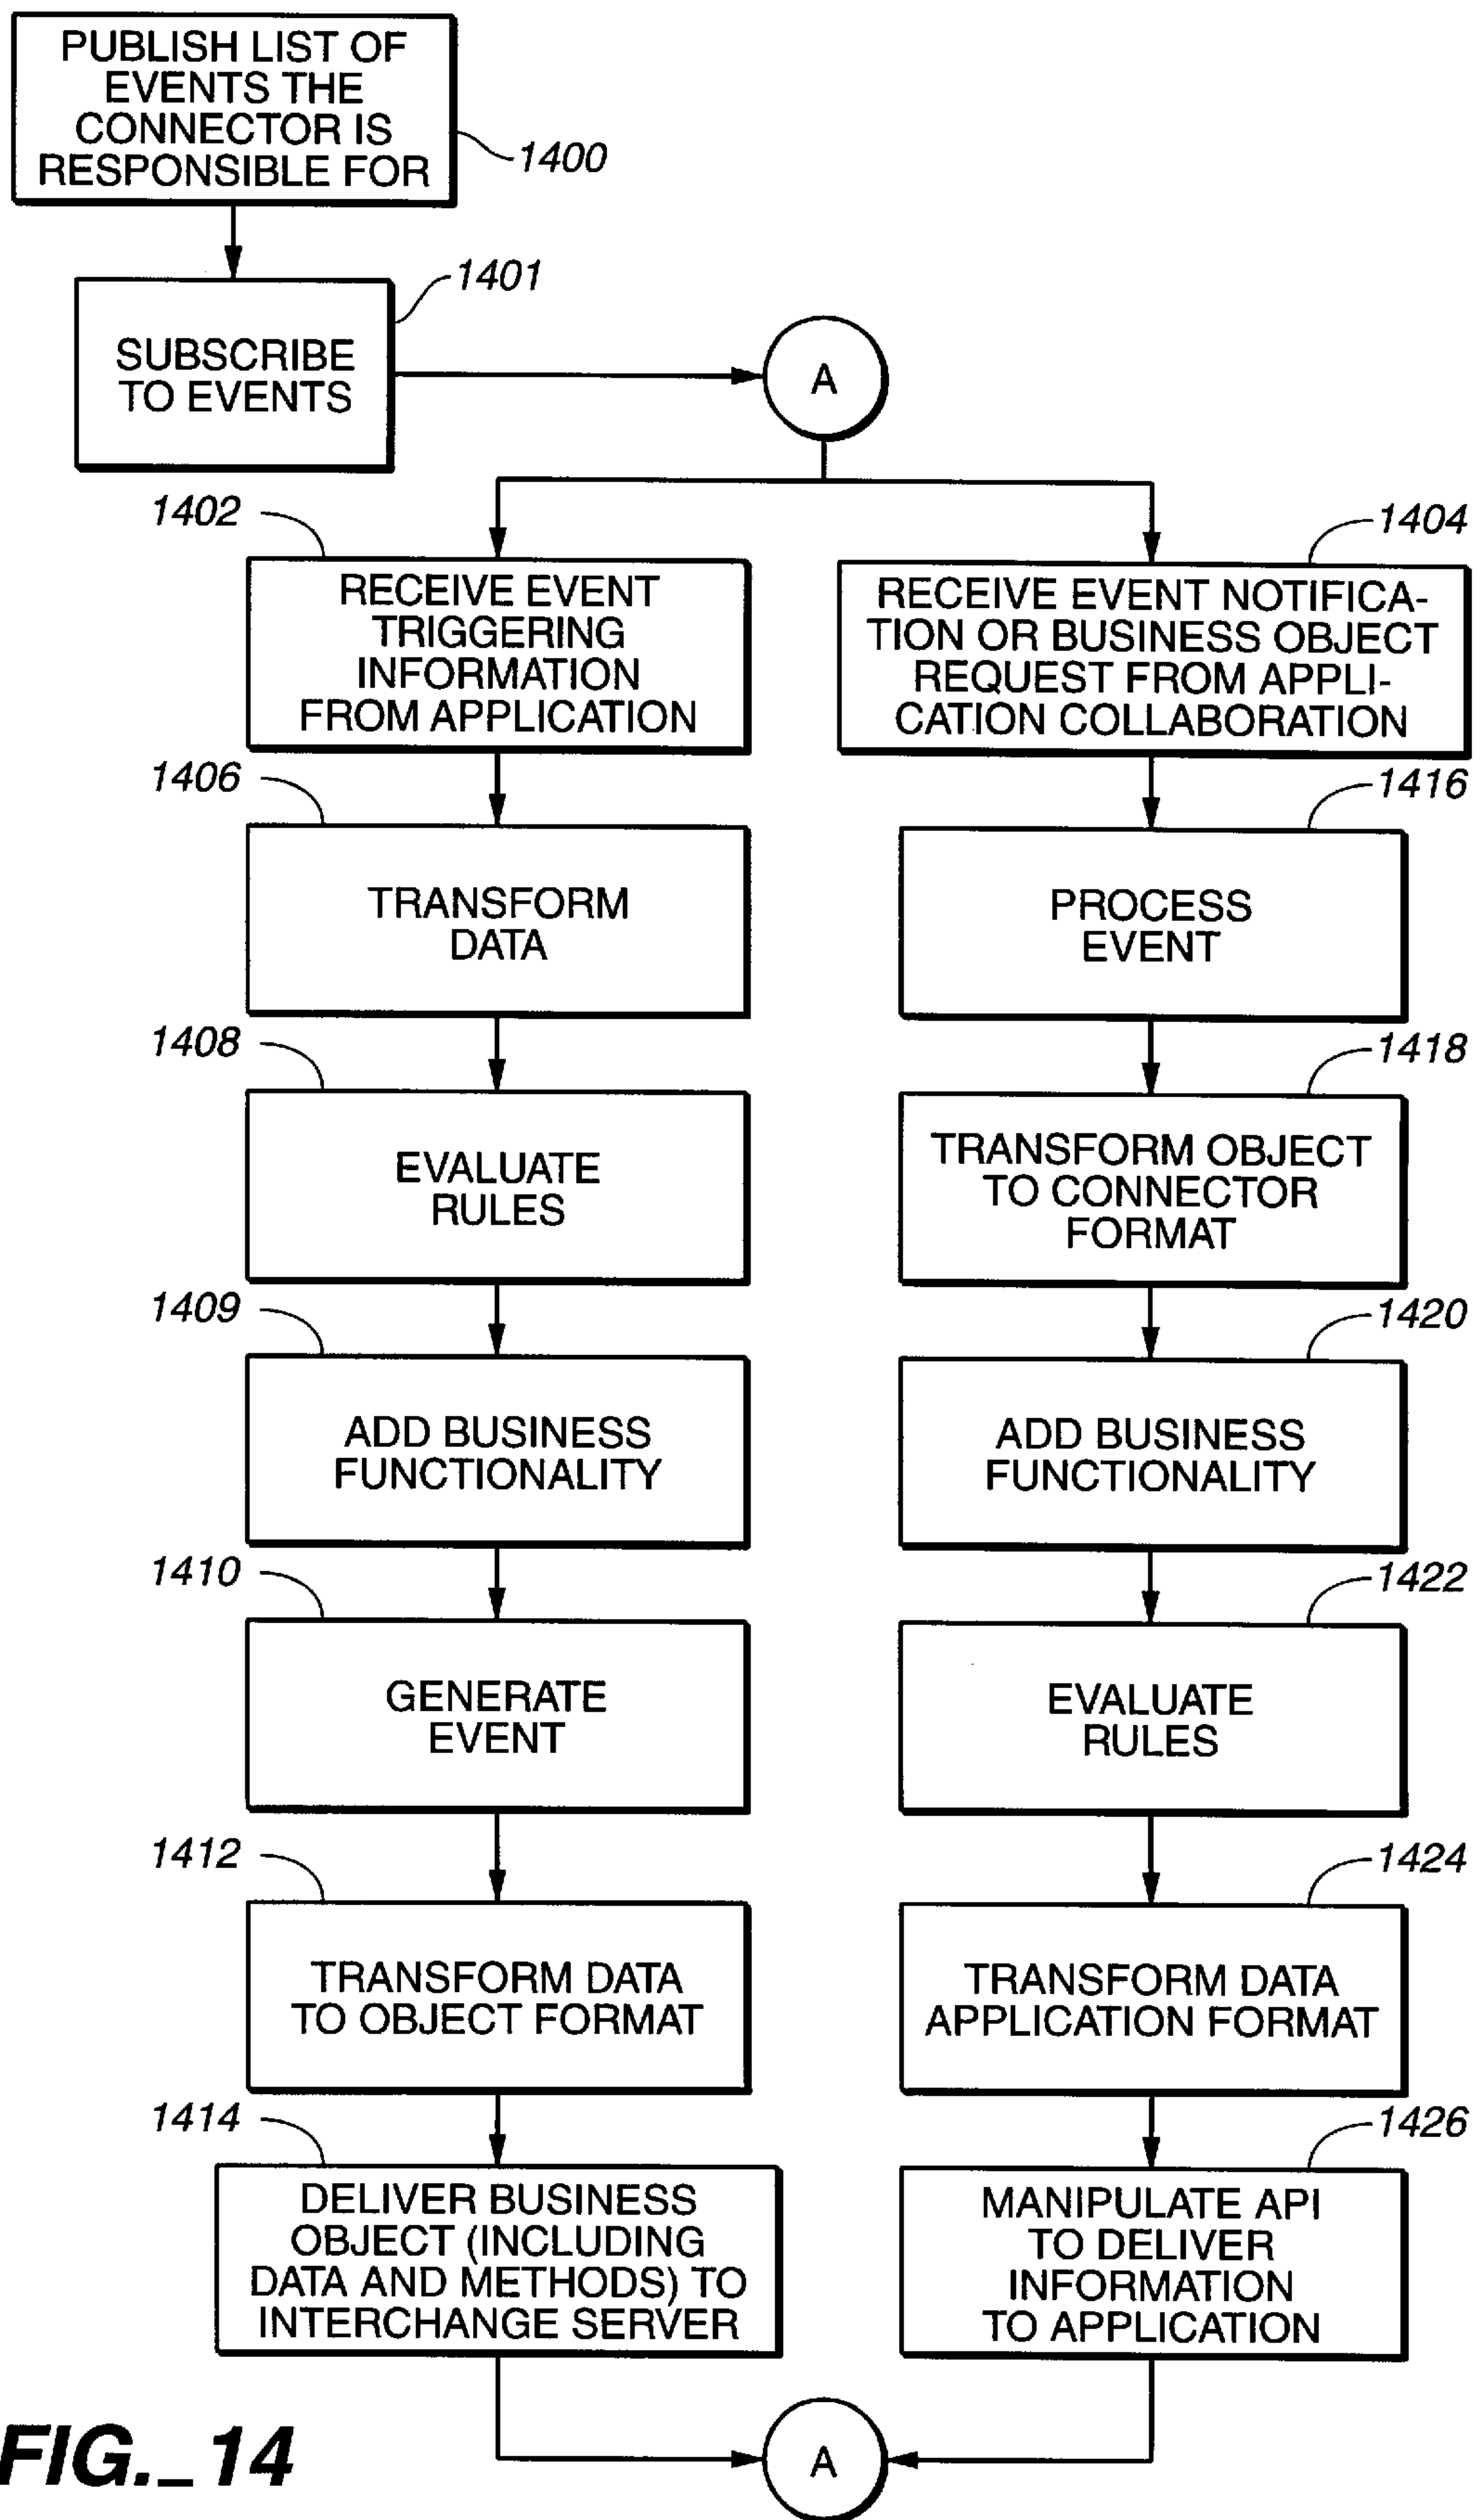 PUBLISH LIST OF
EVENTS THE
CONNECTOR IS
RESPONSIBLE FOR
1400
1401
SUBSCRIBE
TO EVENTS
A
1402
RECEIVE EVENT
TRIGGERING
INFORMATION
FROM APPLICATION
1404
RECEIVE EVENT NOTIFICA-
TION OR BUSINESS OBJECT
REQUEST FROM APPLI-
CATION COLLABORATION
1406
TRANSFORM
DATA
1416
PROCESS
EVENT
1408
EVALUATE
RULES
1418
TRANSFORM OBJECT
TO CONNECTOR
FORMAT
1409
ADD BUSINESS
FUNCTIONALITY
1420
ADD BUSINESS
FUNCTIONALITY
1410
GENERATE
EVENT
1422
EVALUATE
RULES
1412
TRANSFORM DATA
TO OBJECT FORMAT
1424
TRANSFORM DATA
APPLICATION FORMAT
1414
DELIVER BUSINESS
OBJECT (INCLUDING
DATA AND METHODS) TO
INTERCHANGE SERVER
1426
MANIPULATE API
TO DELIVER
INFORMATION
TO APPLICATION
A
FIG._14